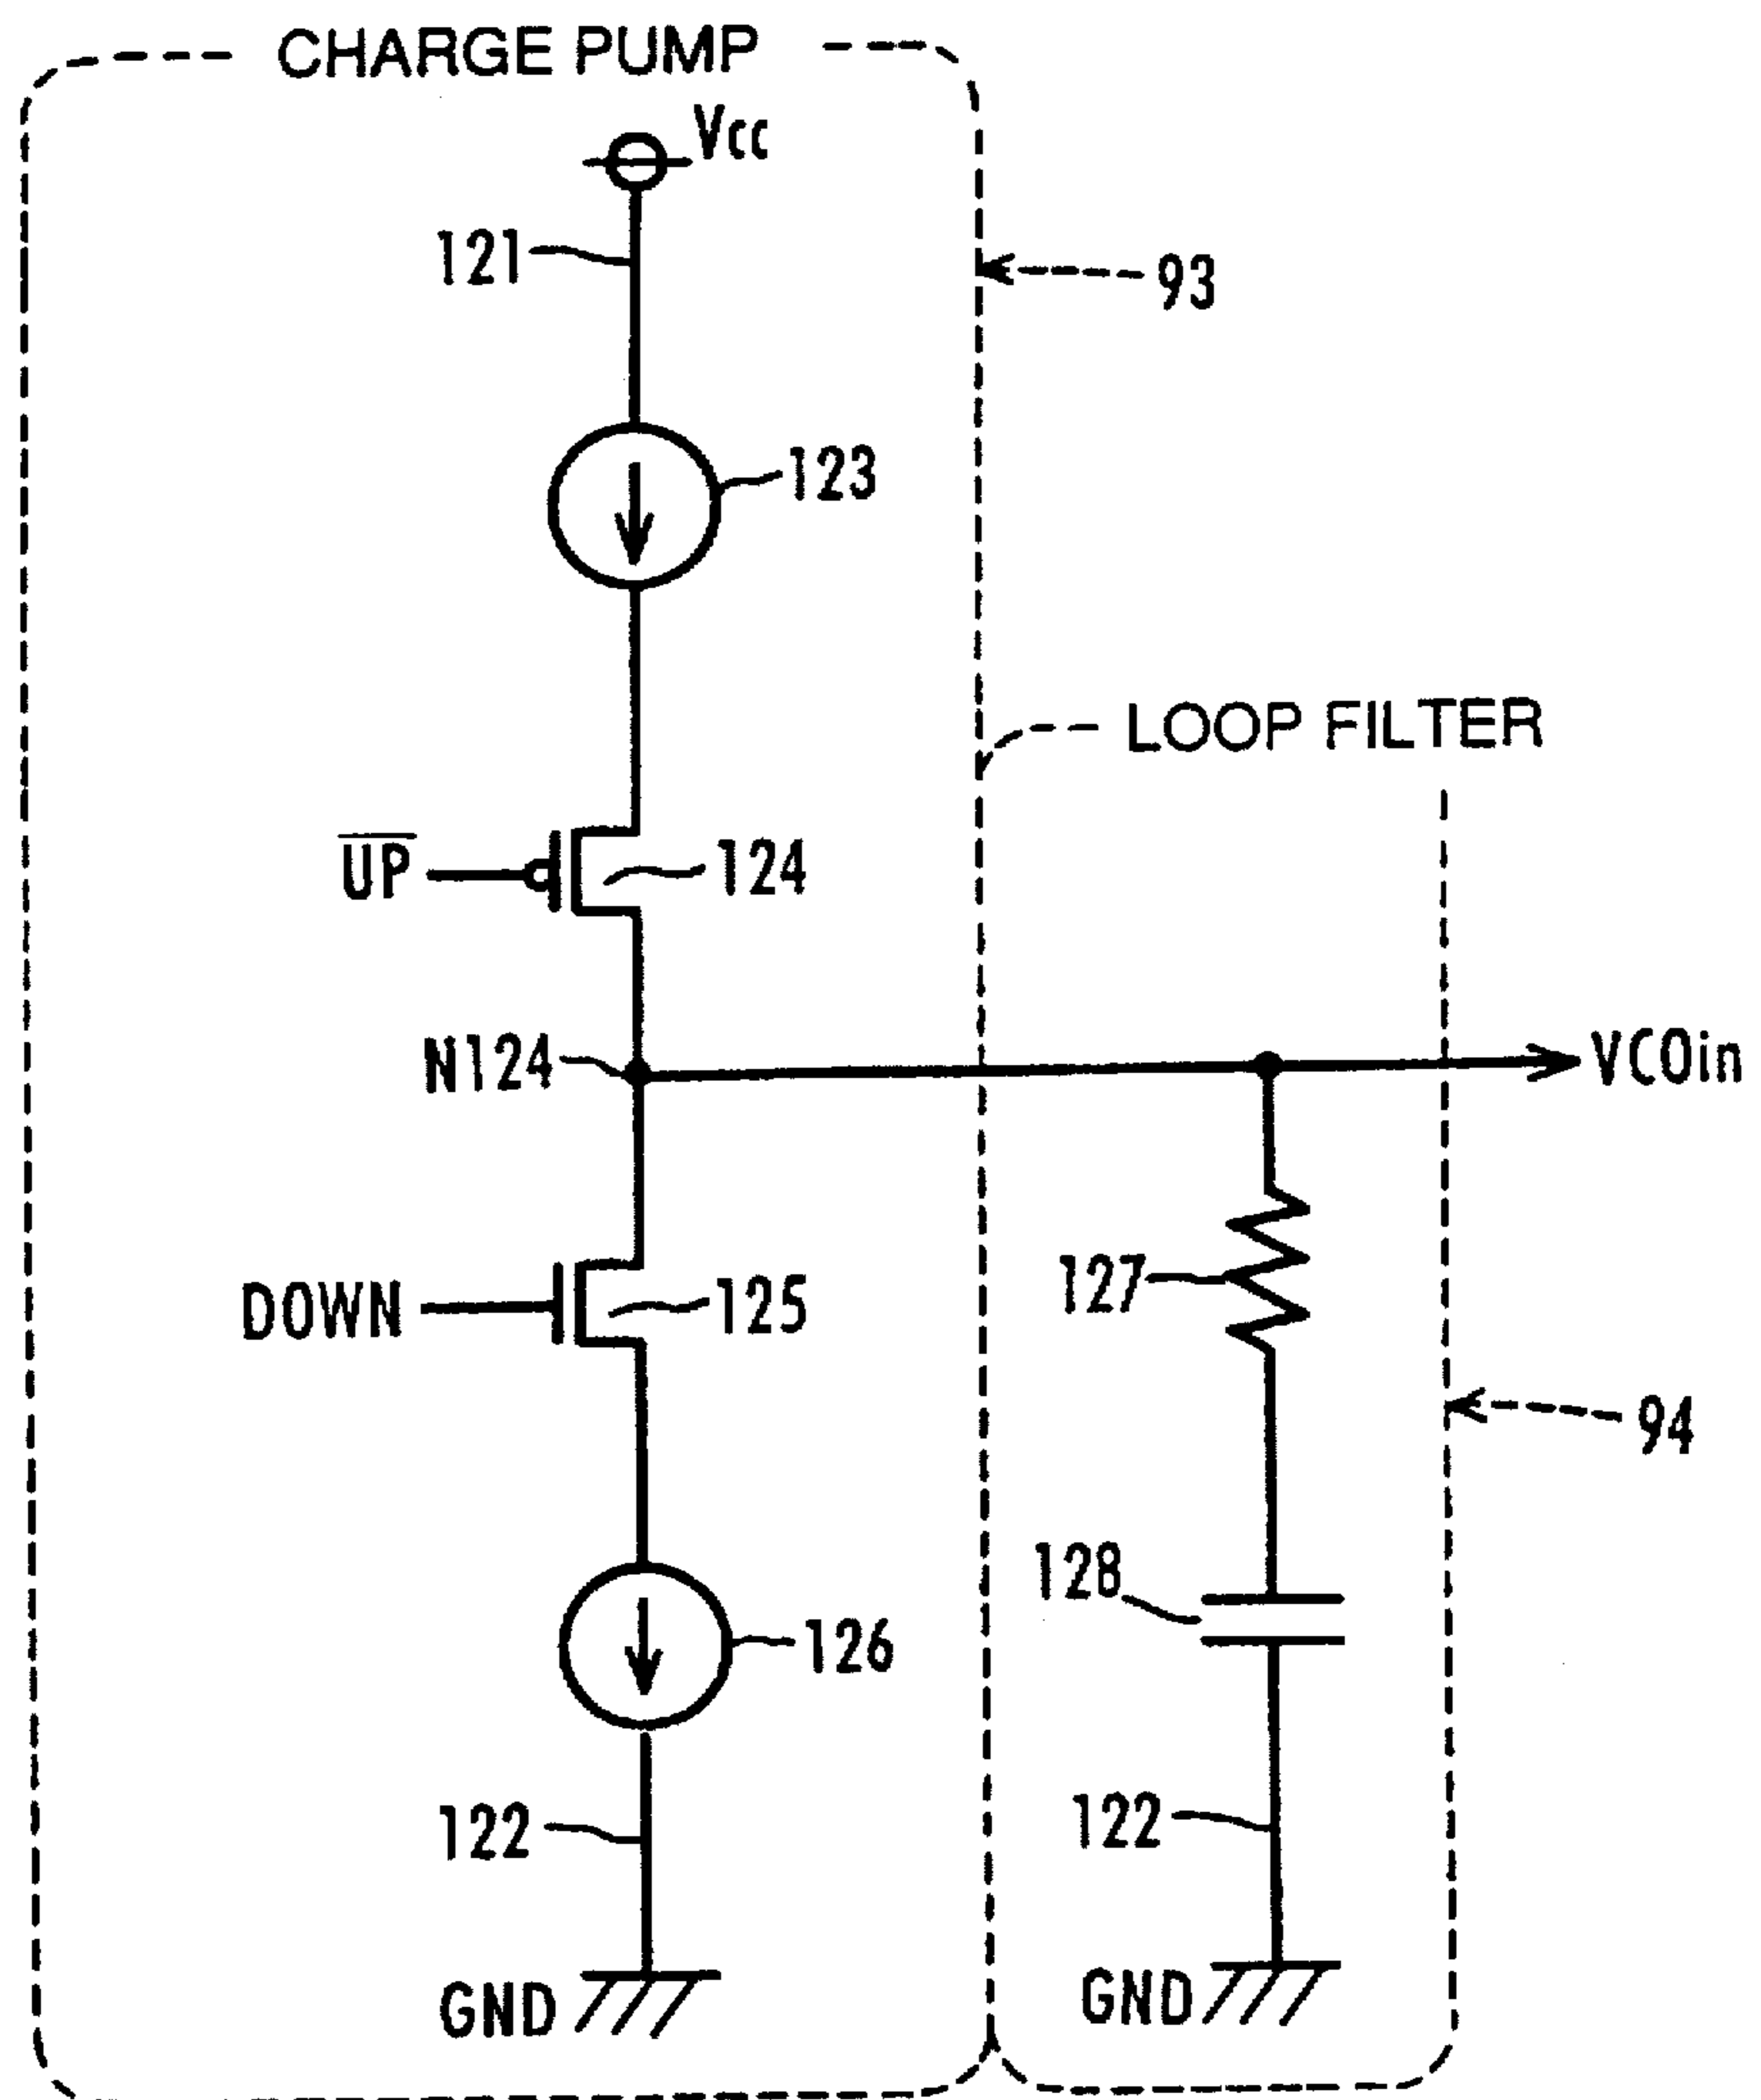 CHARGE PUMP
Vcc
121
93
123
LOOP FILTER
U̅P̅
124
N124
VCOin
DOWN
125
127
94
128
126
122
122
GND
GND